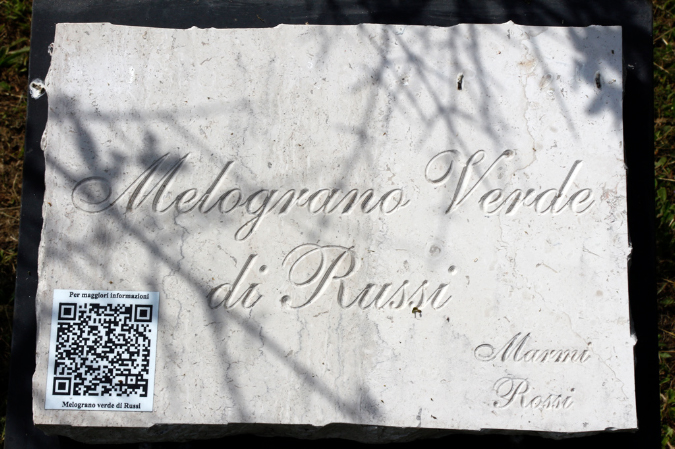 Melograno Verde
di Russi
Marmi
Rossi
Per maggiori informazioni
Melograno verde di Russi